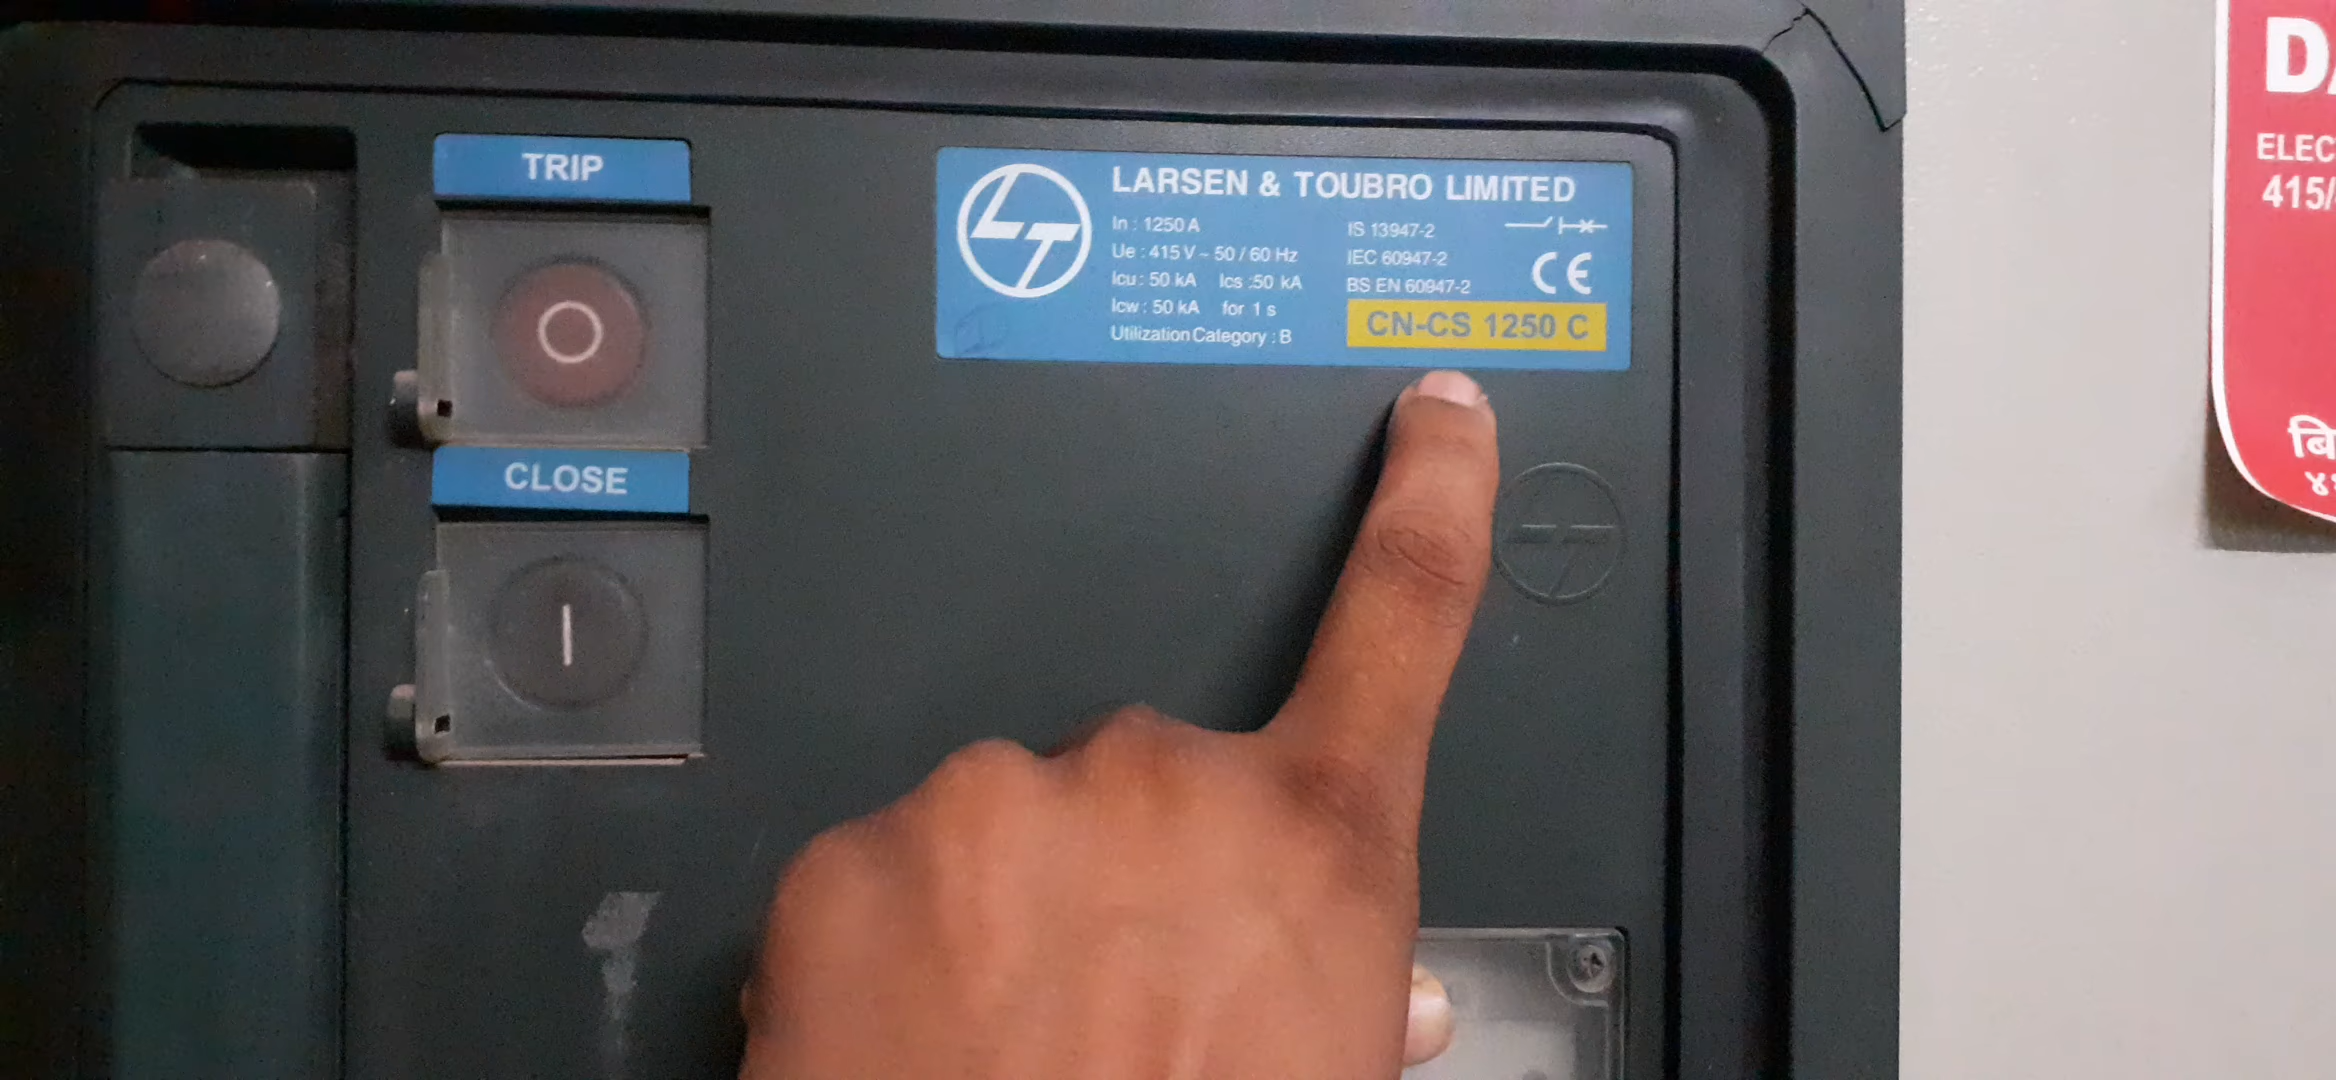 TRIP
O
CLOSE
I
LT
LARSEN & TOUBRO LIMITED
In : 1250 A
Ue : 415 V ~ 50 / 60 Hz
Icu : 50 kA Ics :50 kA
Icw : 50 kA for 1 s
Utilization Category : B
IS 13947-2
IEC 60947-2
BS EN 60947-2
CE
CN-CS 1250 C
ELEC
415/
बि